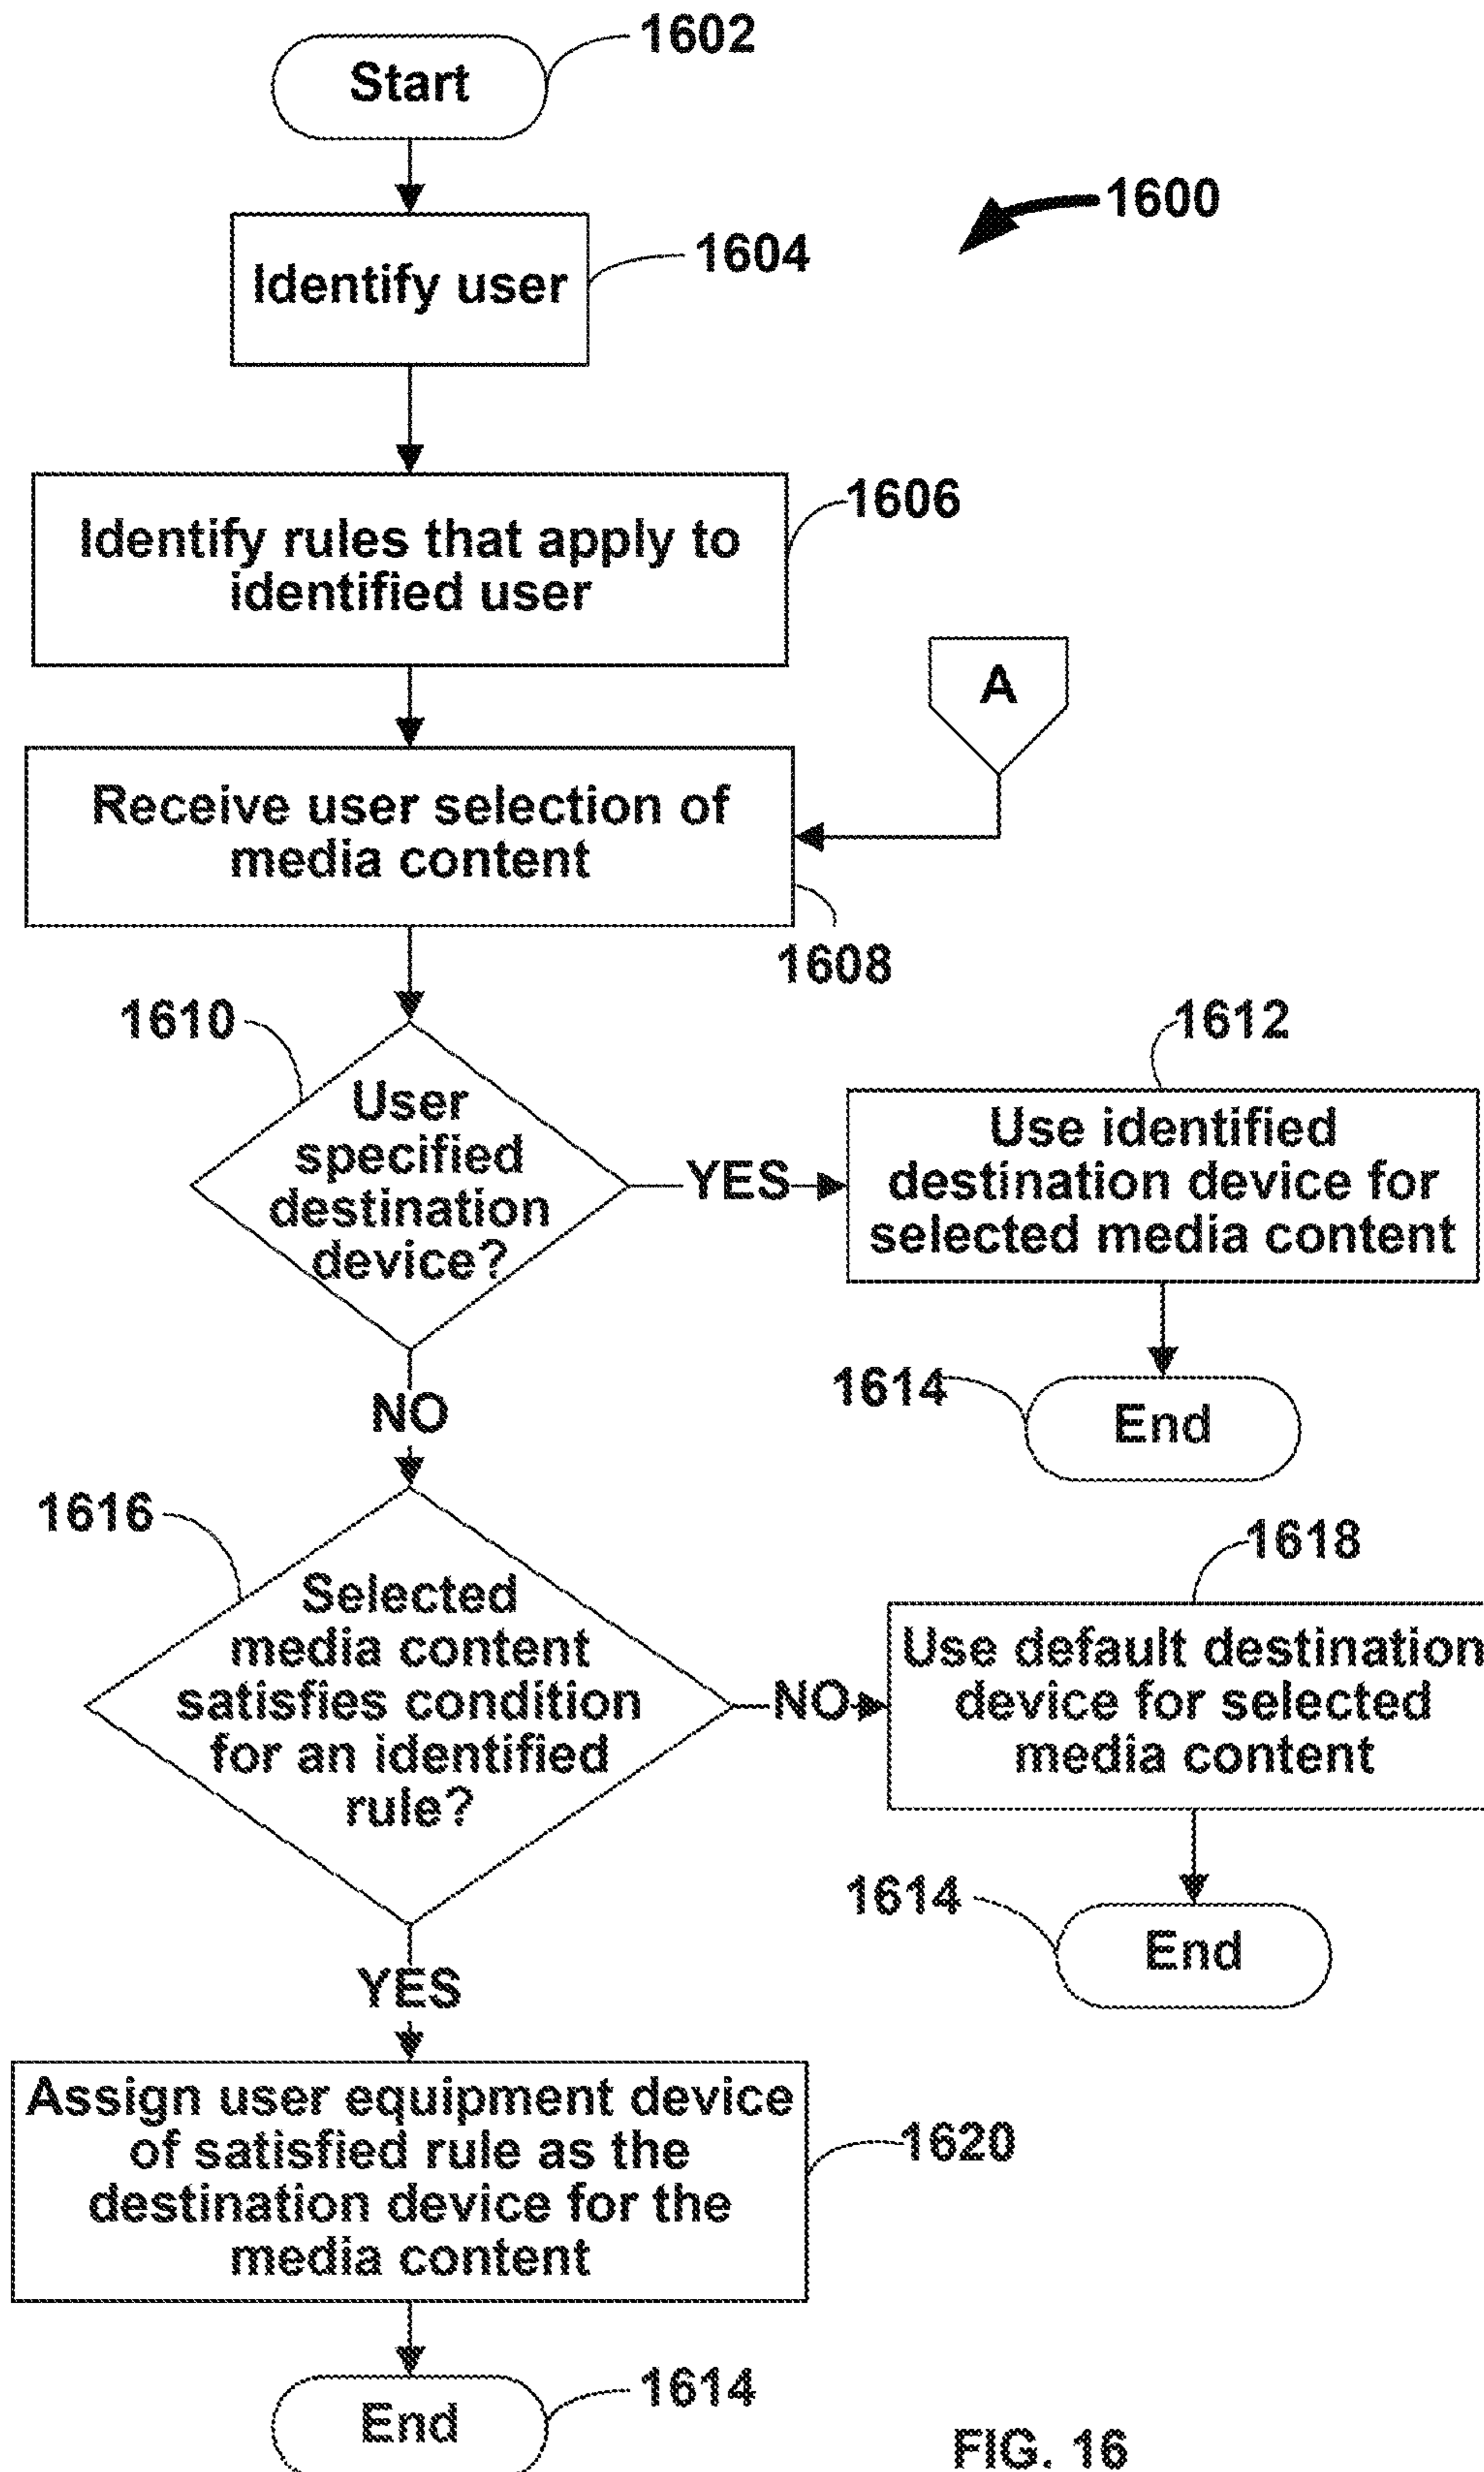 1602
Start
1600
1604
Identify user
1606
Identify rules that apply to
identified user
A
Receive user selection of
media content
1608
1610
1612
User
specified
destination
device?
YES
Use identified
destination device for
selected media content
1614
End
NO
1616
1618
Selected
media content
satisfies condition
for an identified
rule?
NO
Use default destination
device for selected
media content
1614
End
YES
Assign user equipment device
of satisfied rule as the
destination device for the
media content
1620
1614
End
FIG. 16